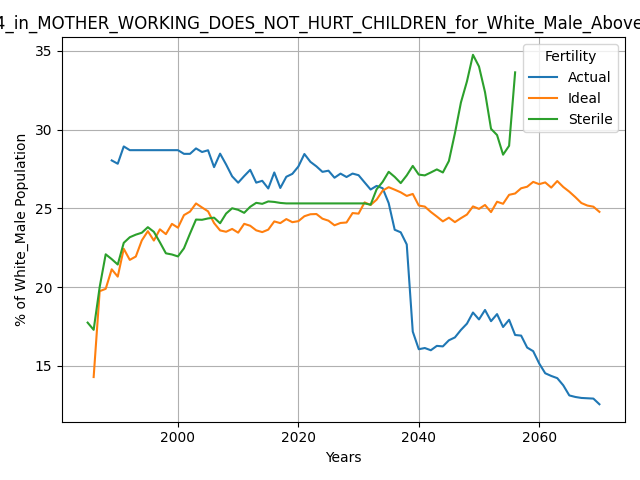 4_in_MOTHER_WORKING_DOES_NOT_HURT_CHILDREN_for_White_Male_Above
35
30
25
20
15
% of White_Male Population
Fertility
Actual
Ideal
Sterile
2000
2020
2040
2060
Years